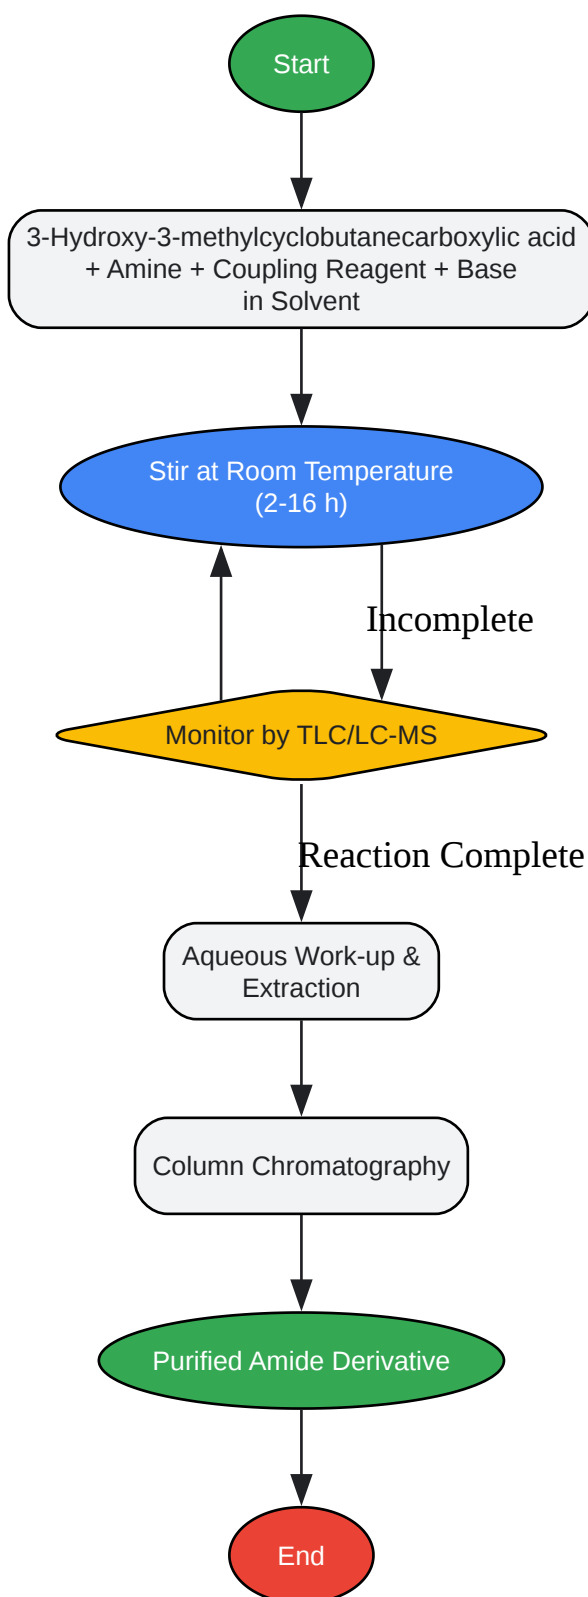 Start
3-Hydroxy-3-methylcyclobutanecarboxylic acid
+ Amine + Coupling Reagent + Base
in Solvent
Stir at Room Temperature
(2-16 h)
Incomplete
Monitor by TLC/LC-MS
Reaction Complete
Aqueous Work-up &
Extraction
Column Chromatography
Purified Amide Derivative
End